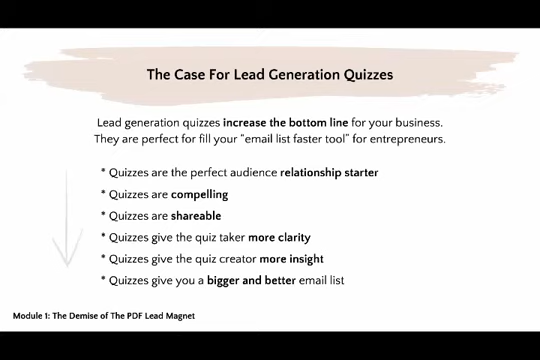 The Case For Lead Generation Quizzes
Lead generation quizzes increase the bottom line for your business.
They are perfect for fill your "email list faster tool" for entrepreneurs.
* Quizzes are the perfect audience relationship starter
* Quizzes are compelling
* Quizzes are shareable
* Quizzes give the quiz taker more clarity
* Quizzes give the quiz creator more insight
* Quizzes give you a bigger and better email list
Module 1: The Demise of The PDF Lead Magnet